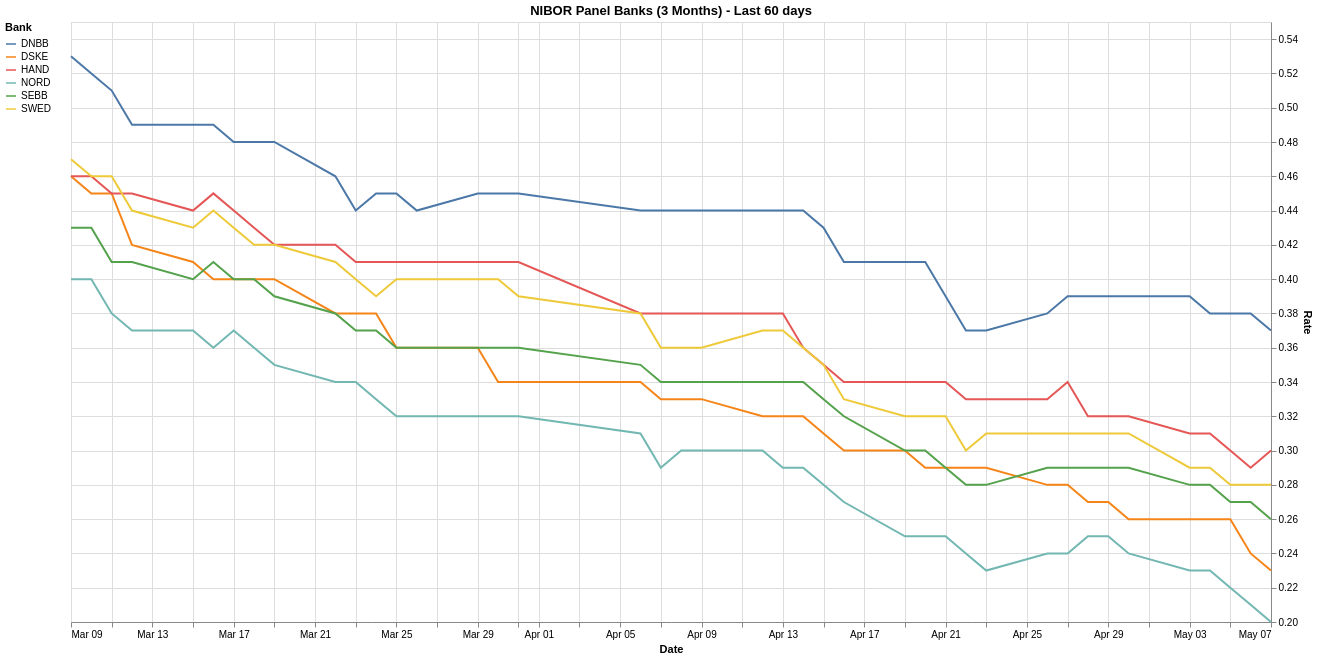 NIBOR Panel Banks (3 Months) - Last 60 days
Bank
DNBB
DSKE
HAND
NORD
SEBB
SWED
0.54
0.52
0.50
0.48
0.46
0.44
0.42
0.40
0.38
0.36
0.34
0.32
0.30
0.28
0.26
0.24
0.22
0.20
Rate
Mar 09 Mar 13 Mar 17 Mar 21 Mar 25 Mar 29 Apr 01 Apr 05 Apr 09 Apr 13 Apr 17 Apr 21 Apr 25 Apr 29 May 03 May 07
Date